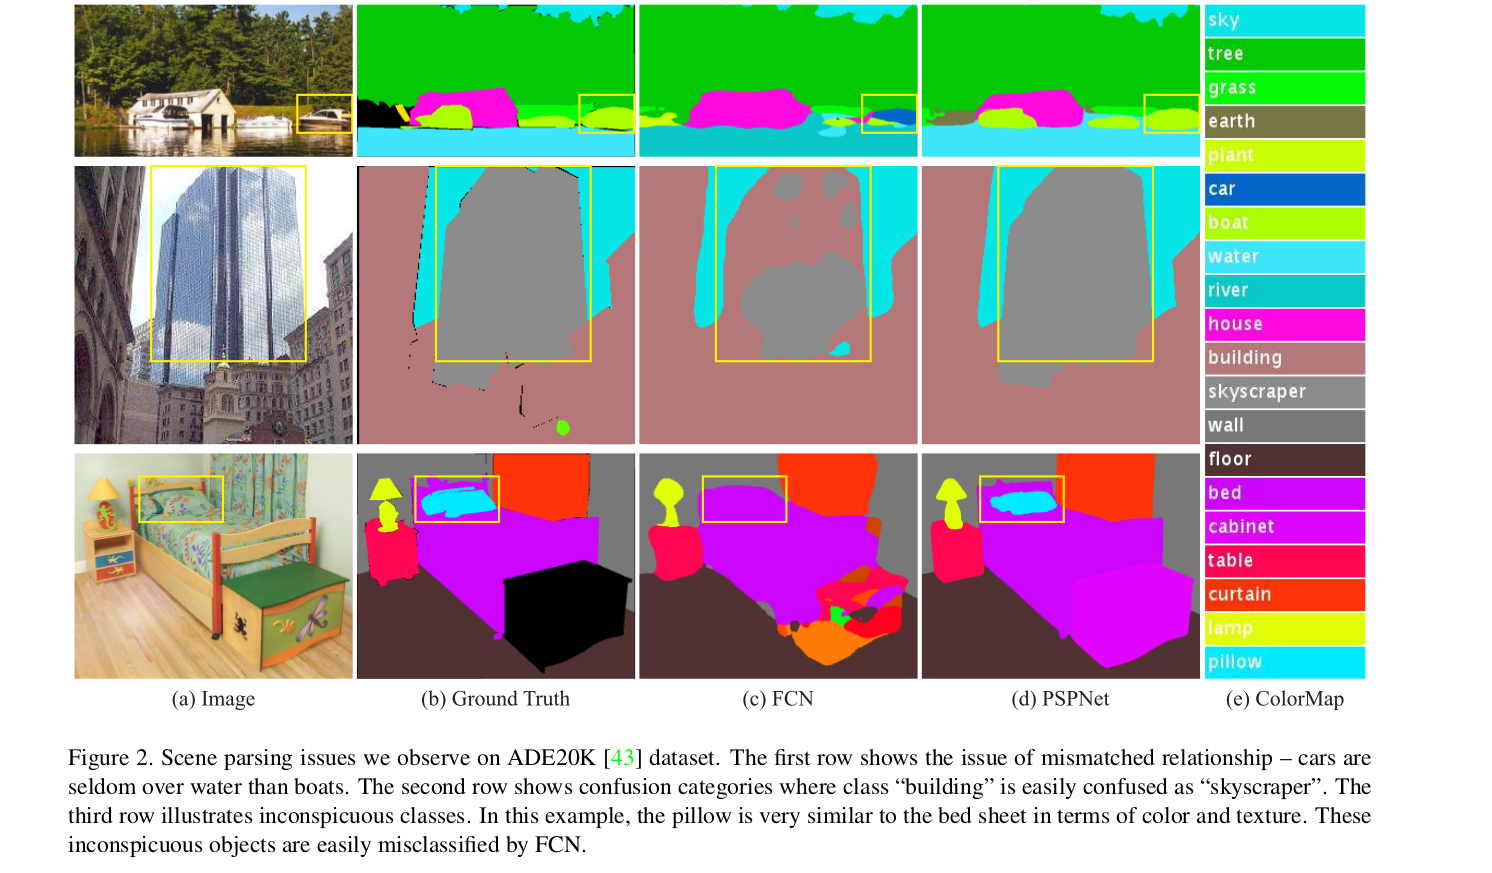 sky
tree
grass
earth
plant
car
boat
water
river
house
building
skyscraper
wall
floor
bed
cabinet
table
curtain
lamp
pillow
(a) Image
(b) Ground Truth
(c) FCN
(d) PSPNet
(e) ColorMap
Figure 2. Scene parsing issues we observe on ADE20K [43] dataset. The first row shows the issue of mismatched relationship – cars are
seldom over water than boats. The second row shows confusion categories where class “building” is easily confused as “skyscraper”. The
third row illustrates inconspicuous classes. In this example, the pillow is very similar to the bed sheet in terms of color and texture. These
inconspicuous objects are easily misclassified by FCN.